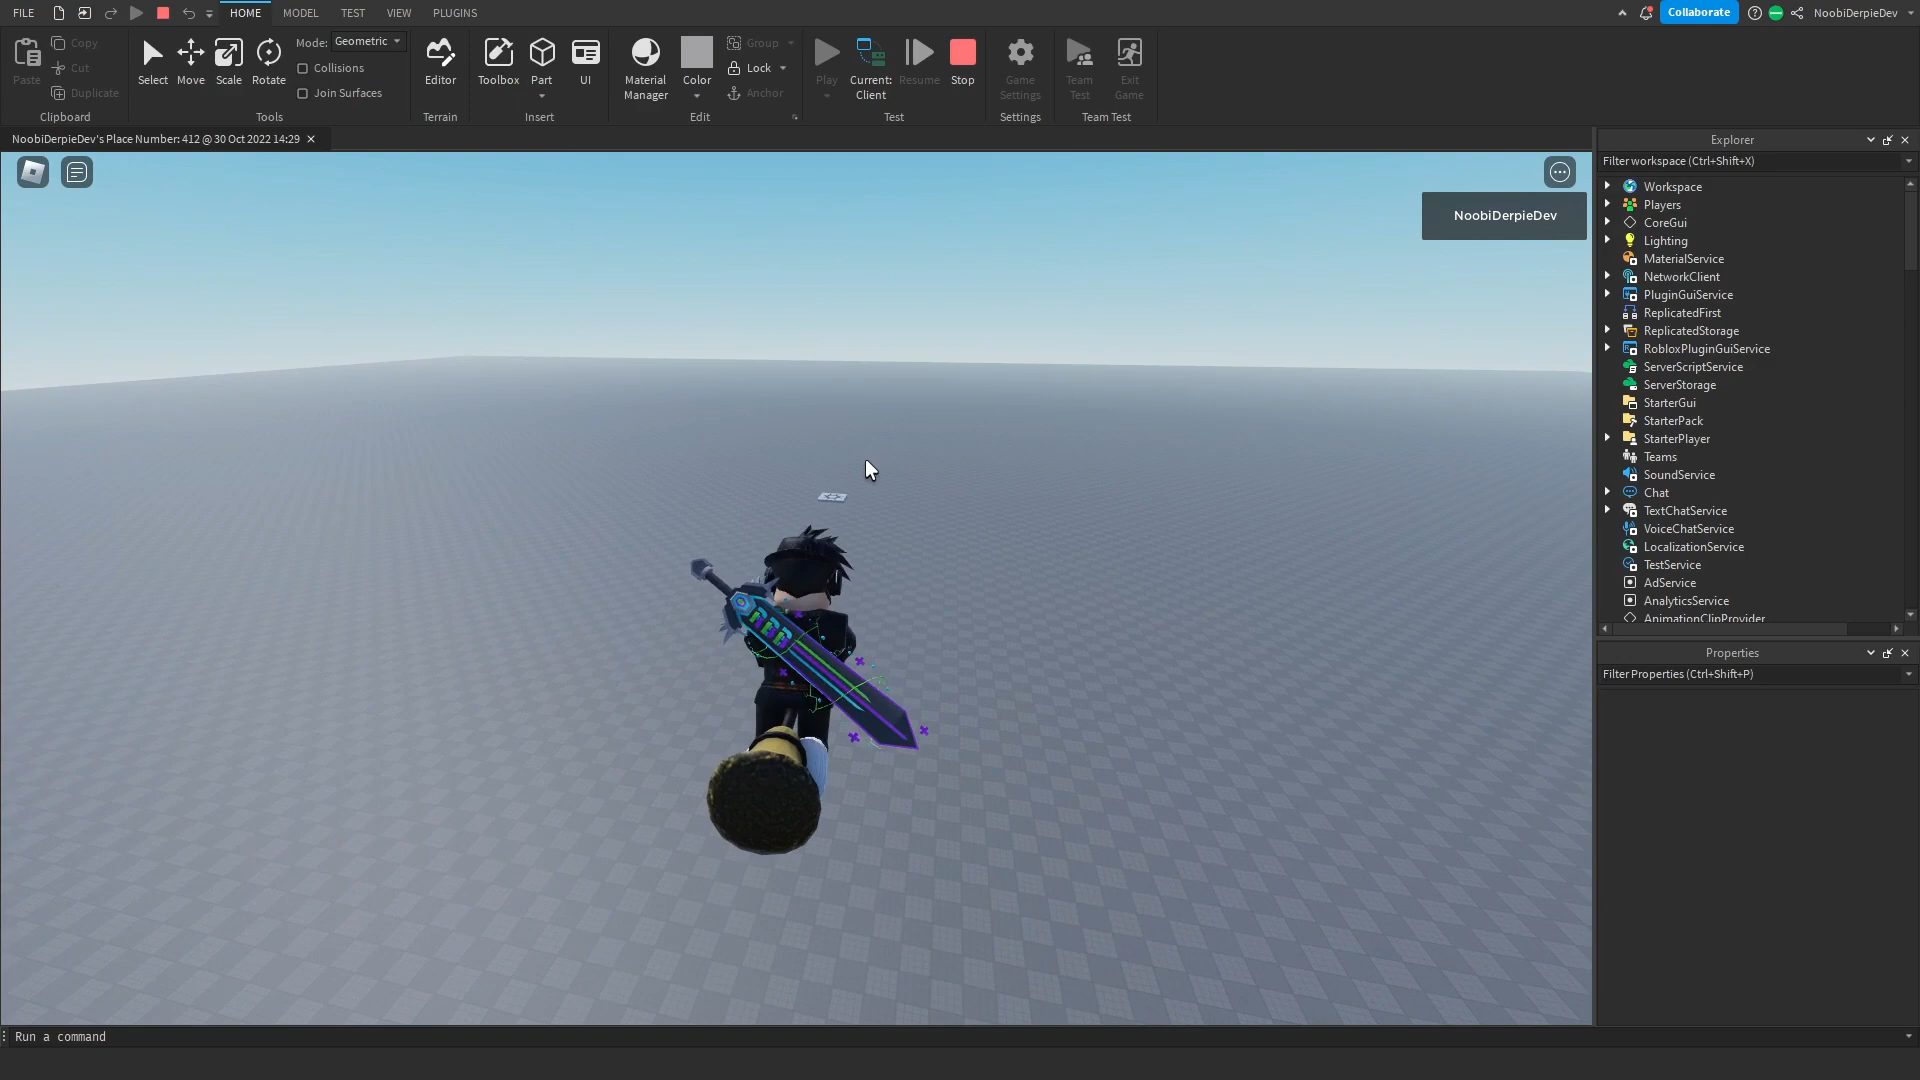 FILE HOME MODEL TEST VIEW PLUGINS Collaborate NoobiDerpieDev
Paste Copy Cut Duplicate
Clipboard
Select Move Scale Rotate
Mode: Geometric
Collisions
Join Surfaces
Tools
Editor
Terrain
Toolbox Part UI
Insert
Material Manager Color
Group
Lock
Anchor
Edit
Play Current: Client Resume Stop
Test
Game Settings
Settings
Team Test Exit Game
Team Test
NoobiDerpieDev's Place Number: 412 @ 30 Oct 2022 14:29
NoobiDerpieDev
Explorer
Filter workspace (Ctrl+Shift+X)
Workspace
Players
CoreGui
Lighting
MaterialService
NetworkClient
PluginGuiService
ReplicatedFirst
ReplicatedStorage
RobloxPluginGuiService
ServerScriptService
ServerStorage
StarterGui
StarterPack
StarterPlayer
Teams
SoundService
Chat
TextChatService
VoiceChatService
LocalizationService
TestService
AdService
AnalyticsService
AnimationClipProvider
Properties
Filter Properties (Ctrl+Shift+P)
Run a command